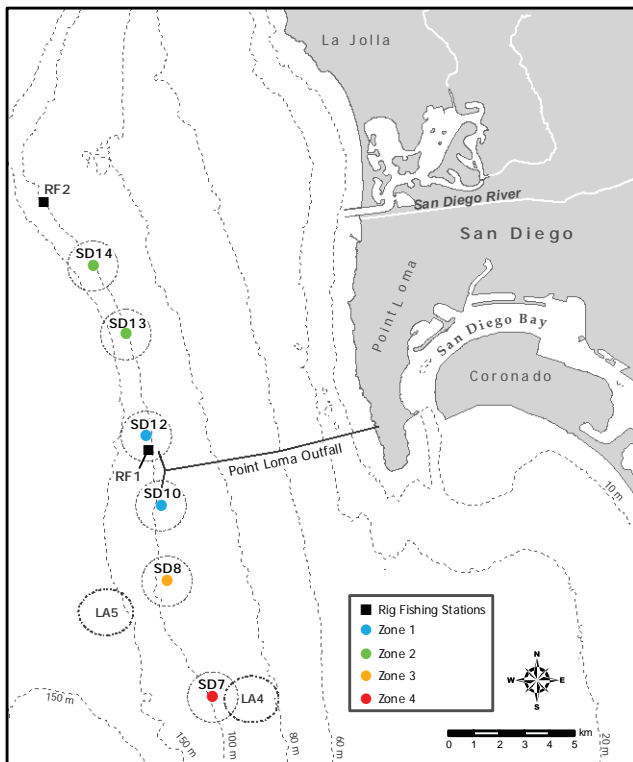 La Jolla
RF2
San Diego River
SD14
San Diego
SD13
Point Loma
San Diego Bay
Coronado
SD12
RF1
Point Loma Outfall
SD10
10 m
SD8
LA5
Rig Fishing Stations
Zone 1
Zone 2
Zone 3
Zone 4
SD7
LA4
N
W E
S
150 m
150 m
100 m
80 m
60 m
20 m
km
0 1 2 3 4 5